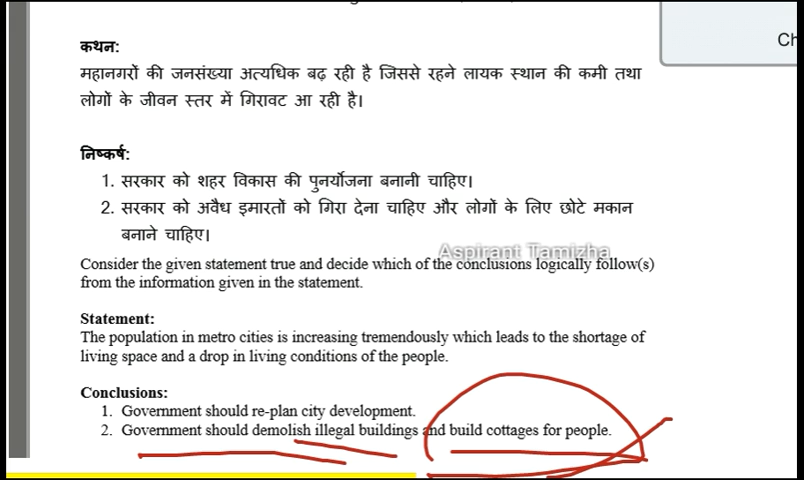 Ch
कथन:
महानगरों की जनसंख्या अत्यधिक बढ़ रही है जिससे रहने लायक स्थान की कमी तथा
लोगों के जीवन स्तर में गिरावट आ रही है।
निष्कर्ष:
1. सरकार को शहर विकास की पुनर्योजना बनानी चाहिए।
2. सरकार को अवैध इमारतों को गिरा देना चाहिए और लोगों के लिए छोटे मकान
बनाने चाहिए।
Aspirant Tamizha
Consider the given statement true and decide which of the conclusions logically follow(s)
from the information given in the statement.
Statement:
The population in metro cities is increasing tremendously which leads to the shortage of
living space and a drop in living conditions of the people.
Conclusions:
1. Government should re-plan city development.
2. Government should demolish illegal buildings and build cottages for people.